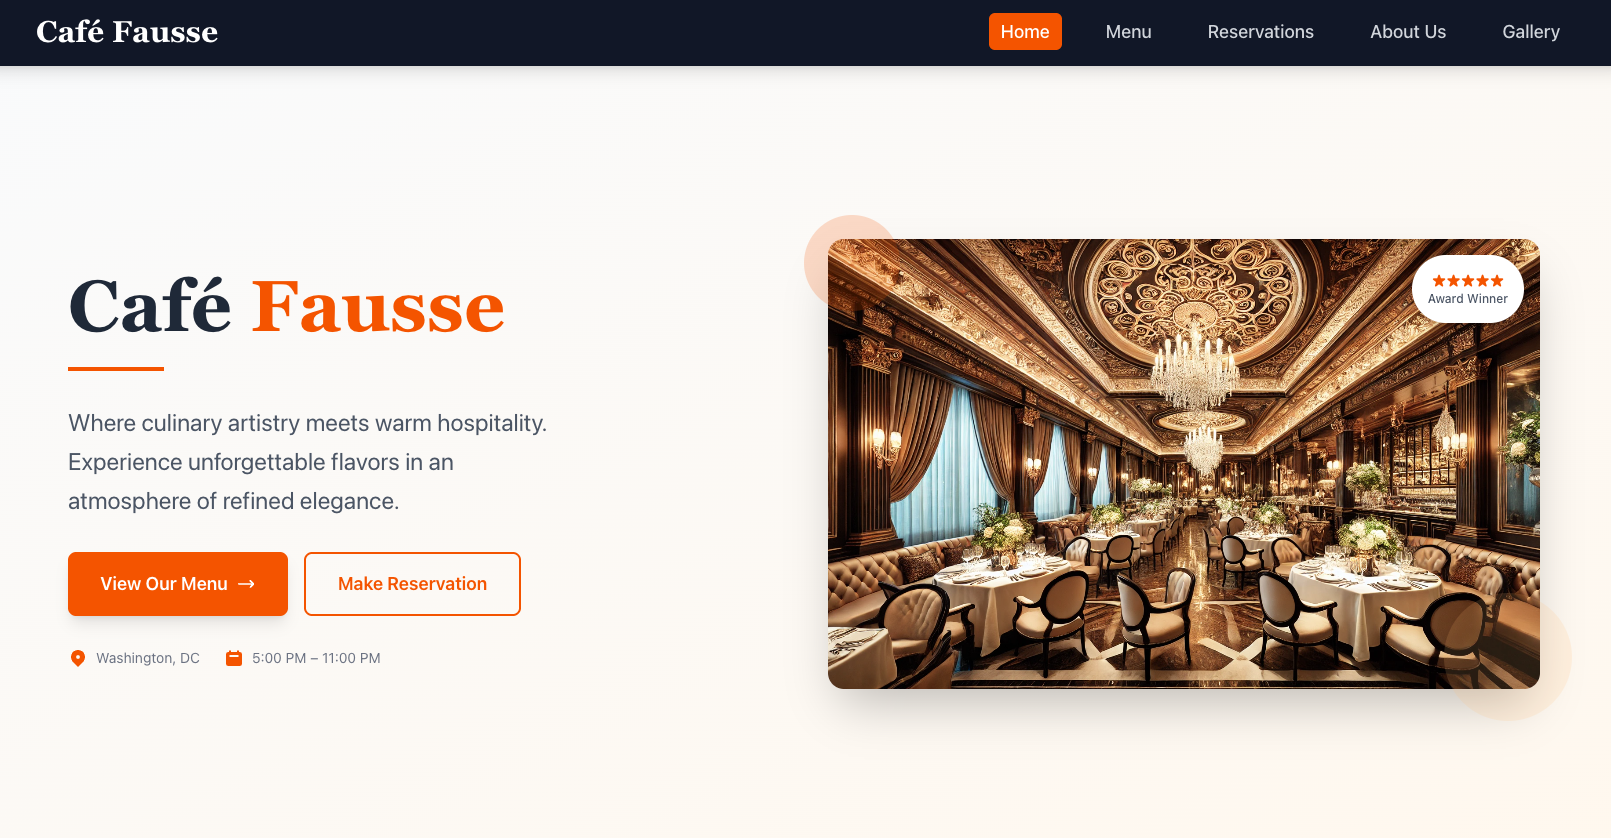 Café Fausse
Home
Menu
Reservations
About Us
Gallery
Café Fausse
Where culinary artistry meets warm hospitality.
Experience unforgettable flavors in an
atmosphere of refined elegance.
View Our Menu →
Make Reservation
Washington, DC
5:00 PM – 11:00 PM
Award Winner